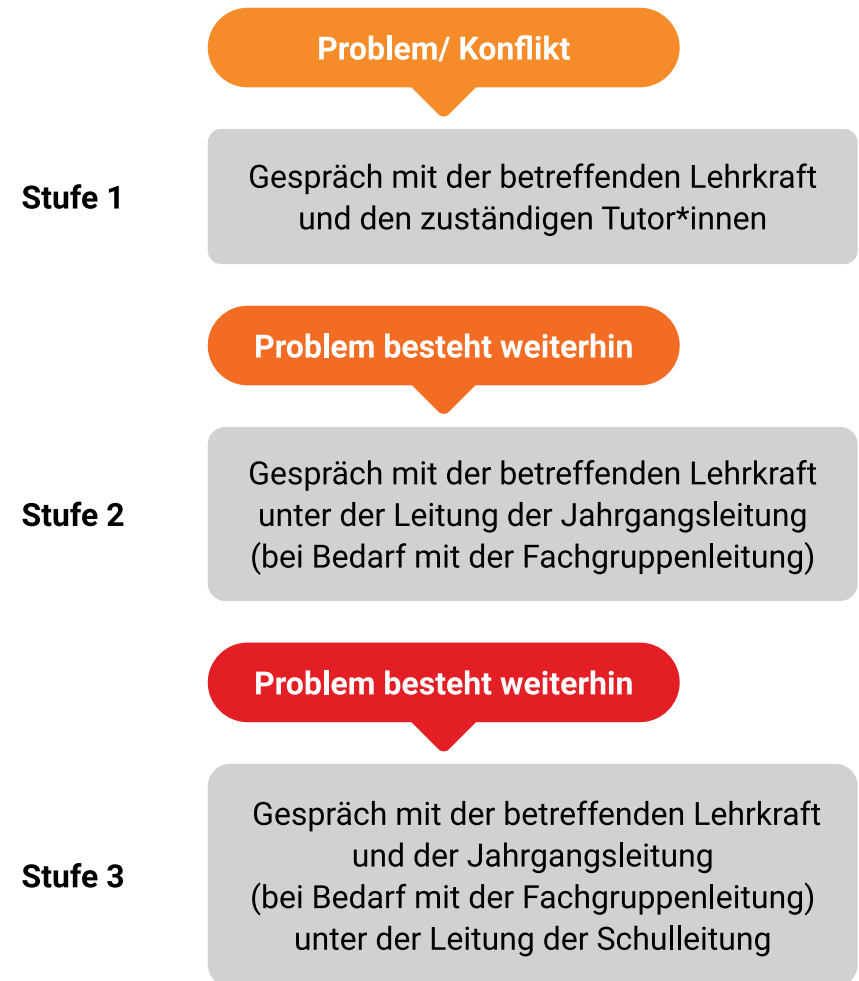 Problem/ Konflikt
Stufe 1
Gespräch mit der betreffenden Lehrkraft
und den zuständigen Tutor*innen
Problem besteht weiterhin
Stufe 2
Gespräch mit der betreffenden Lehrkraft
unter der Leitung der Jahrgangsleitung
(bei Bedarf mit der Fachgruppenleitung)
Problem besteht weiterhin
Stufe 3
Gespräch mit der betreffenden Lehrkraft
und der Jahrgangsleitung
(bei Bedarf mit der Fachgruppenleitung)
unter der Leitung der Schulleitung